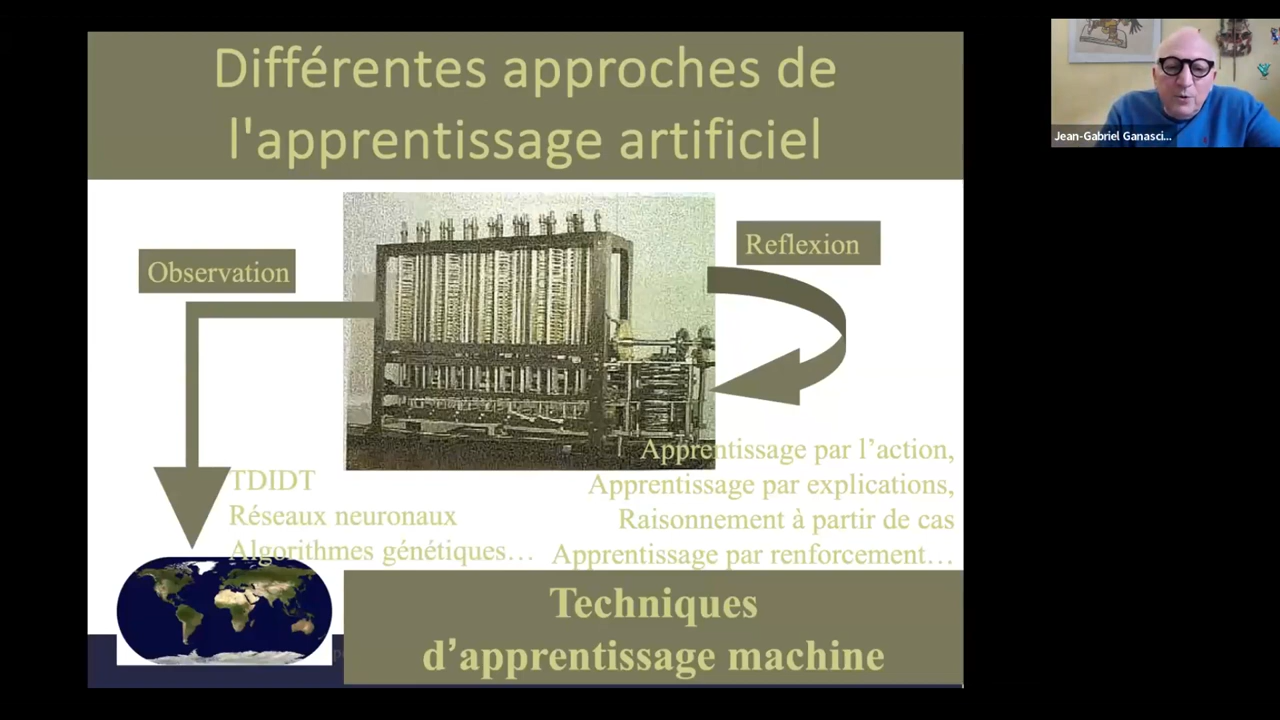 Différentes approches de
l'apprentissage artificiel
Observation
Reflexion
TDIDT
Réseaux neuronaux
Algorithmes génétiques…
Apprentissage par l’action,
Apprentissage par explications,
Raisonnement à partir de cas
Apprentissage par renforcement…
Techniques
d’apprentissage machine
Jean-Gabriel Ganasci...